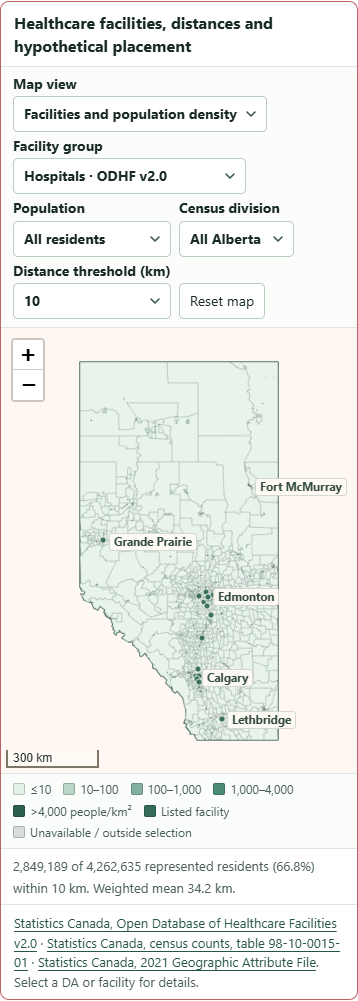 Healthcare facilities, distances and
hypothetical placement
Map view
Facilities and population density
Facility group
Hospitals · ODHF v2.0
Population
Census division
All residents
All Alberta
Distance threshold (km)
10
Reset map
+
−
Fort McMurray
Grande Prairie
Edmonton
Calgary
Lethbridge
300 km
≤10
10–100
100–1,000
1,000–4,000
>4,000 people/km²
Listed facility
Unavailable / outside selection
2,849,189 of 4,262,635 represented residents (66.8%)
within 10 km. Weighted mean 34.2 km.
Statistics Canada, Open Database of Healthcare Facilities
v2.0 · Statistics Canada, census counts, table 98-10-0015-
01 · Statistics Canada, 2021 Geographic Attribute File.
Select a DA or facility for details.